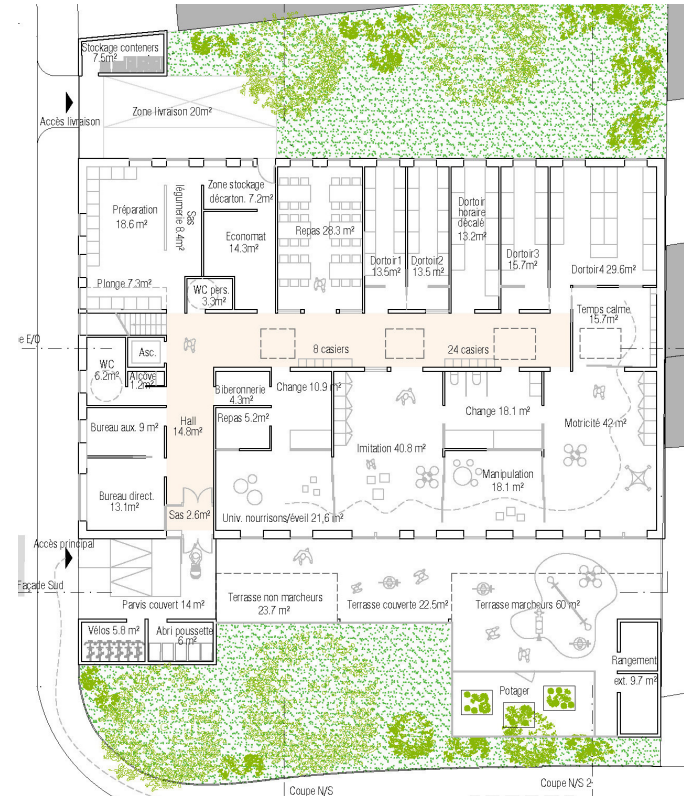 Stockage conteners
7.5m²
Accès livraison
Zone livraison 20m²
Préparation
18.6 m²
Sas
légumerie 8.4m²
Zone stockage
décarton. 7.2m²
Economat
14.3m²
Repas 28.3 m²
Dortoir1
13.5m²
Dortoir2
13.5 m²
Dortoir
horaire
décalé
13.2m²
Dortoir3
15.7m²
Dortoir4 29.6m²
Plonge 7.3m²
WC pers.
3.3m²
Temps calme
15.7m²
e E/O
WC
6.2m²
Asc.
Alcôve
1.2m²
8 casiers
24 casiers
Biberonnerie
4.3m²
Change 10.9 m²
Bureau aux. 9 m²
Hall
14.8m²
Repas 5.2m²
Imitation 40.8 m²
Change 18.1 m²
Motricité 42 m²
Bureau direct.
13.1m²
Manipulation
18.1 m²
Sas 2.6m²
Univ. nourrisons/éveil 21,6 m²
Accès principal
Façade Sud
Parvis couvert 14 m²
Terrasse non marcheurs
23.7 m²
Terrasse couverte 22.5m²
Terrasse marcheurs 60 m²
Vélos 5.8 m²
Abri poussette
6 m²
Rangement
ext. 9.7 m²
Potager
Coupe N/S
Coupe N/S 2